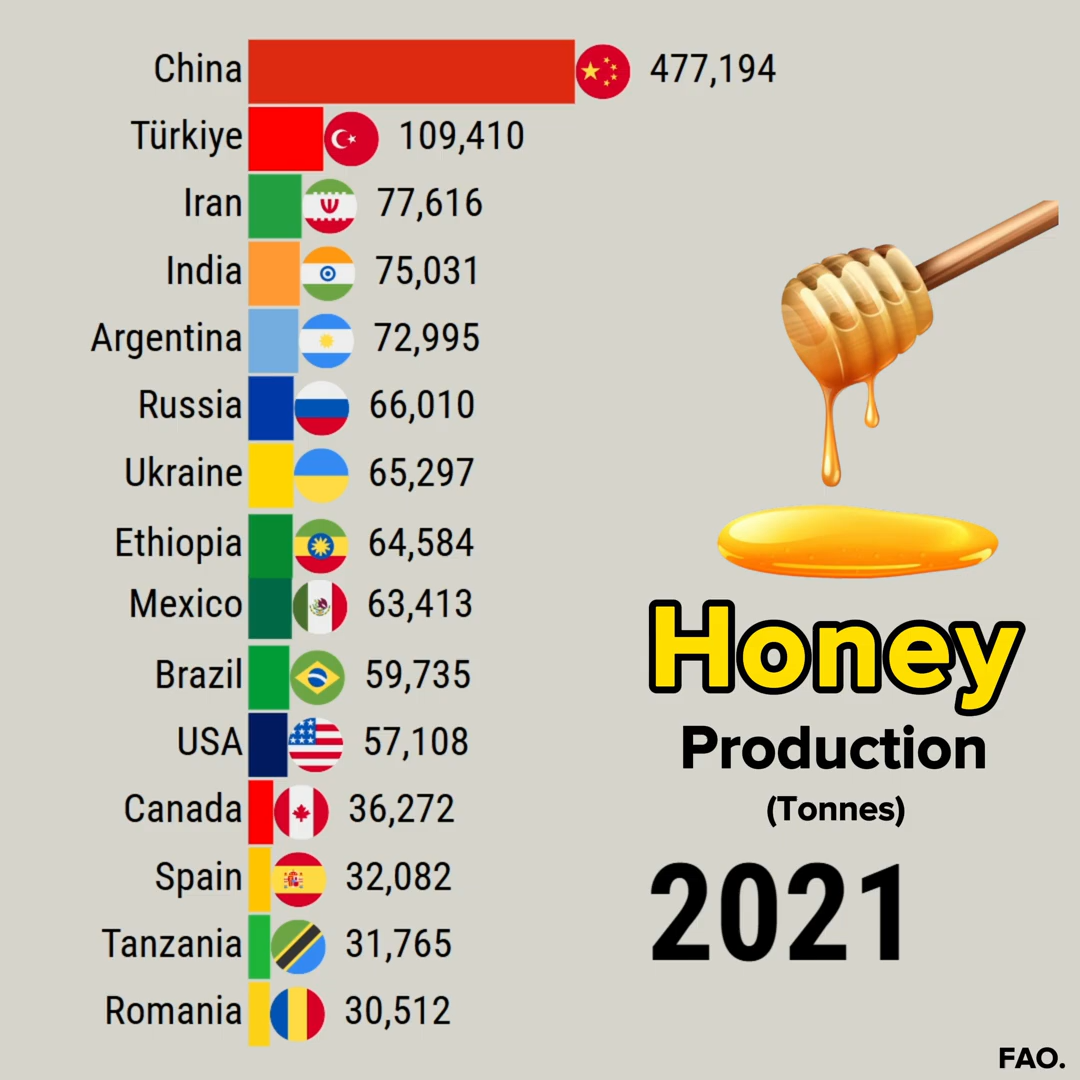 China 477,194
Türkiye 109,410
Iran 77,616
India 75,031
Argentina 72,995
Russia 66,010
Ukraine 65,297
Ethiopia 64,584
Mexico 63,413
Brazil 59,735
USA 57,108
Canada 36,272
Spain 32,082
Tanzania 31,765
Romania 30,512
Honey
Production
(Tonnes)
2021
FAO.